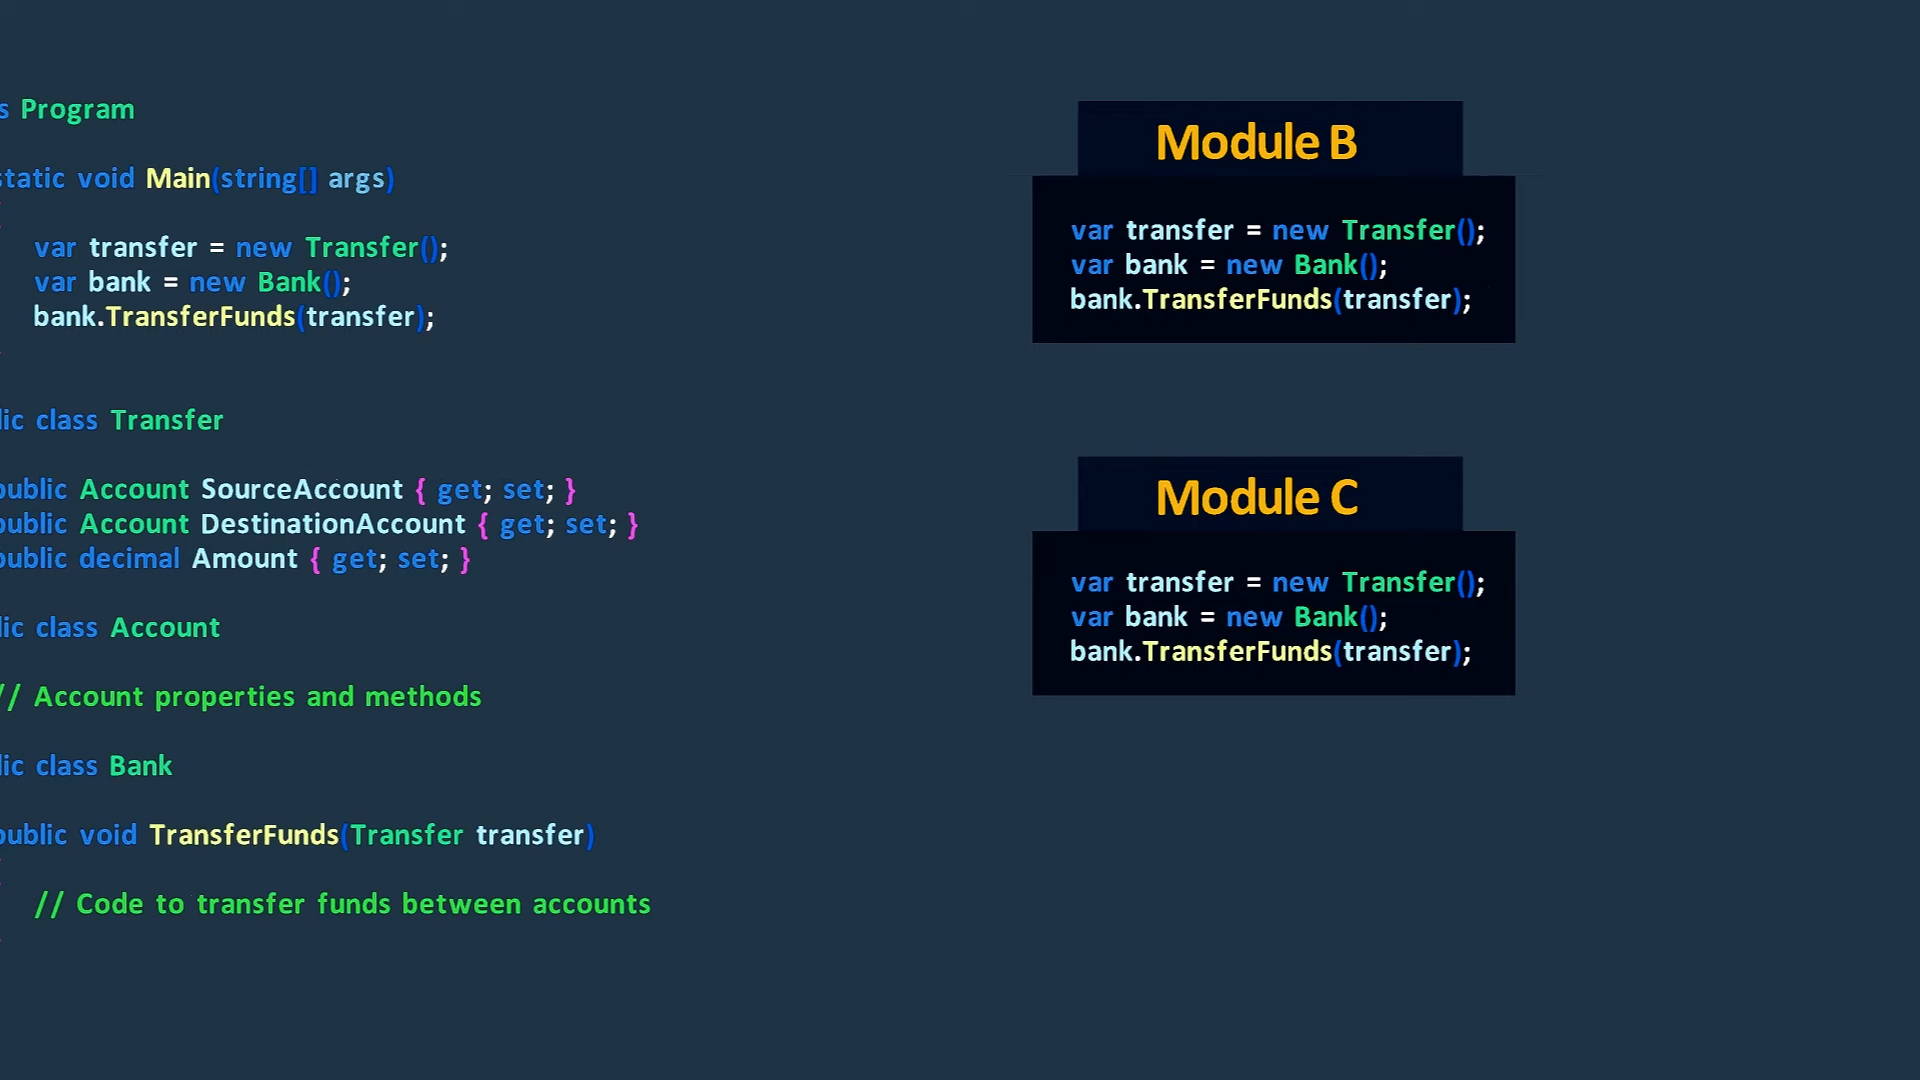 s Program
static void Main(string[] args)
var transfer = new Transfer();
var bank = new Bank();
bank.TransferFunds(transfer);
lic class Transfer
public Account SourceAccount { get; set; }
public Account DestinationAccount { get; set; }
public decimal Amount { get; set; }
lic class Account
// Account properties and methods
lic class Bank
public void TransferFunds(Transfer transfer)
// Code to transfer funds between accounts
Module B
var transfer = new Transfer();
var bank = new Bank();
bank.TransferFunds(transfer);
Module C
var transfer = new Transfer();
var bank = new Bank();
bank.TransferFunds(transfer);